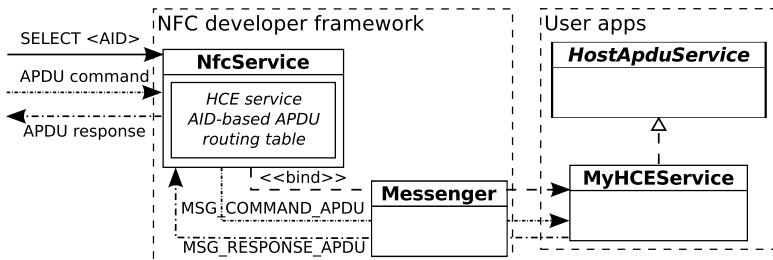 NFC developer framework
User apps
SELECT <AID>
NfcService
HostApduService
APDU command
HCE service
AID-based APDU
routing table
APDU response
<<bind>>
Messenger
MyHCEService
MSG_COMMAND_APDU
MSG_RESPONSE_APDU